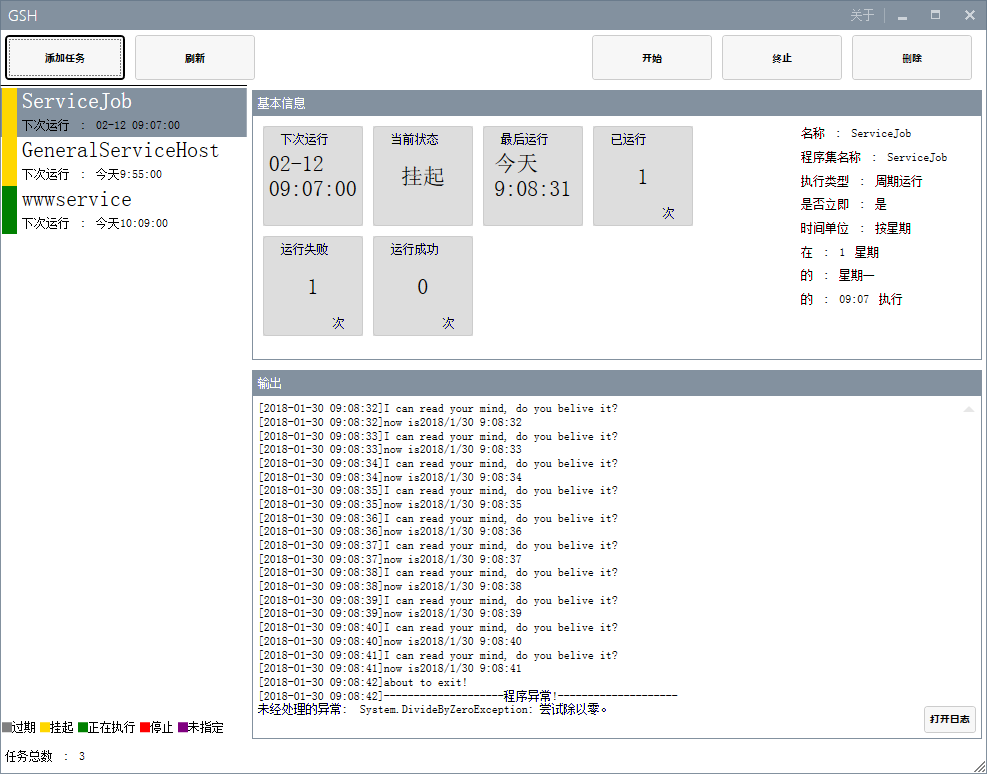 GSH
关于
添加任务
刷新
开始
终止
删除
ServiceJob
下次运行 : 02-12 09:07:00
GeneralServiceHost
下次运行 : 今天9:55:00
wwwservice
下次运行 : 今天10:09:00
过期 挂起 正在执行 停止 未指定
任务总数 : 3
基本信息
下次运行
02-12
09:07:00
当前状态
挂起
最后运行
今天
9:08:31
已运行
1
次
运行失败
1
次
运行成功
0
次
名称 : ServiceJob
程序集名称 : ServiceJob
执行类型 : 周期运行
是否立即 : 是
时间单位 : 按星期
在 : 1 星期
的 : 星期一
的 : 09:07 执行
输出
[2018-01-30 09:08:32]I can read your mind, do you belive it?
[2018-01-30 09:08:32]now is2018/1/30 9:08:32
[2018-01-30 09:08:33]I can read your mind, do you belive it?
[2018-01-30 09:08:33]now is2018/1/30 9:08:33
[2018-01-30 09:08:34]I can read your mind, do you belive it?
[2018-01-30 09:08:34]now is2018/1/30 9:08:34
[2018-01-30 09:08:35]I can read your mind, do you belive it?
[2018-01-30 09:08:35]now is2018/1/30 9:08:35
[2018-01-30 09:08:36]I can read your mind, do you belive it?
[2018-01-30 09:08:36]now is2018/1/30 9:08:36
[2018-01-30 09:08:37]I can read your mind, do you belive it?
[2018-01-30 09:08:37]now is2018/1/30 9:08:37
[2018-01-30 09:08:38]I can read your mind, do you belive it?
[2018-01-30 09:08:38]now is2018/1/30 9:08:38
[2018-01-30 09:08:39]I can read your mind, do you belive it?
[2018-01-30 09:08:39]now is2018/1/30 9:08:39
[2018-01-30 09:08:40]I can read your mind, do you belive it?
[2018-01-30 09:08:40]now is2018/1/30 9:08:40
[2018-01-30 09:08:41]I can read your mind, do you belive it?
[2018-01-30 09:08:41]now is2018/1/30 9:08:41
[2018-01-30 09:08:42]about to exit!
[2018-01-30 09:08:42]--------------------程序异常!--------------------
未经处理的异常: System.DivideByZeroException: 尝试除以零。
打开日志